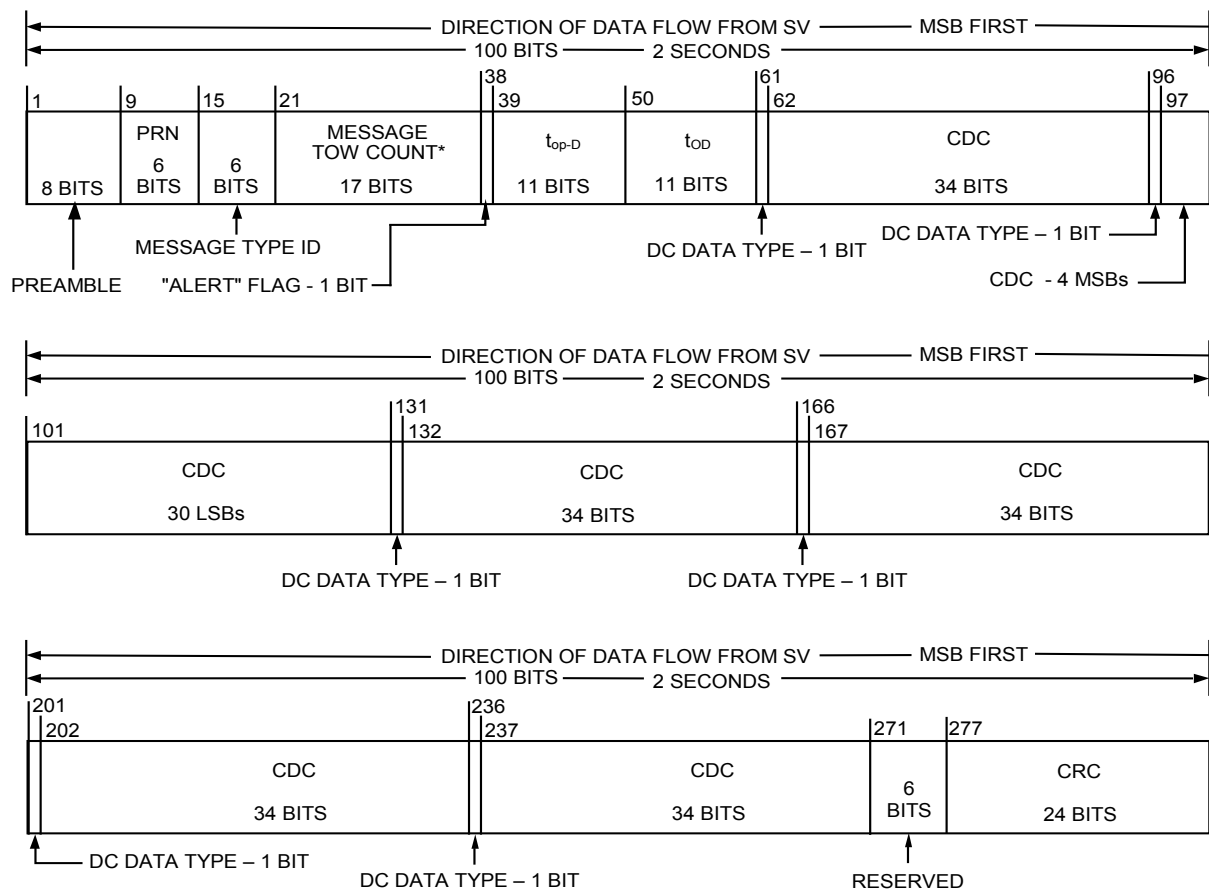 DIRECTION OF DATA FLOW FROM SV MSB FIRST
100 BITS 2 SECONDS
38 61 96
1 9 15 21 39 50 62 97
PRN MESSAGE
TOW COUNT* t_op-D t_OD CDC
8 BITS 6 BITS 6 BITS 17 BITS 11 BITS 11 BITS 34 BITS
DC DATA TYPE – 1 BIT DC DATA TYPE – 1 BIT
MESSAGE TYPE ID
PREAMBLE "ALERT" FLAG - 1 BIT CDC - 4 MSBs
DIRECTION OF DATA FLOW FROM SV MSB FIRST
100 BITS 2 SECONDS
131 166
101 132 167
CDC CDC CDC
30 LSBs 34 BITS 34 BITS
DC DATA TYPE – 1 BIT DC DATA TYPE – 1 BIT
DIRECTION OF DATA FLOW FROM SV MSB FIRST
100 BITS 2 SECONDS
201 236
202 237 271 277
CDC CDC CRC
34 BITS 34 BITS 6 BITS 24 BITS
DC DATA TYPE – 1 BIT
DC DATA TYPE – 1 BIT RESERVED